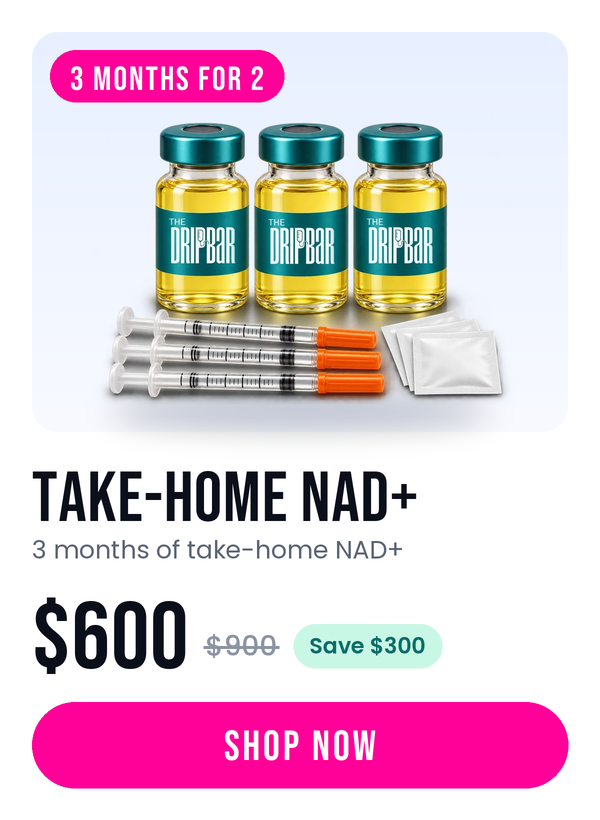 3 MONTHS FOR 2
THE
DRIPBAR
THE
DRIPBAR
THE
DRIPBAR
TAKE-HOME NAD+
3 months of take-home NAD+
$600 $900 Save $300
SHOP NOW